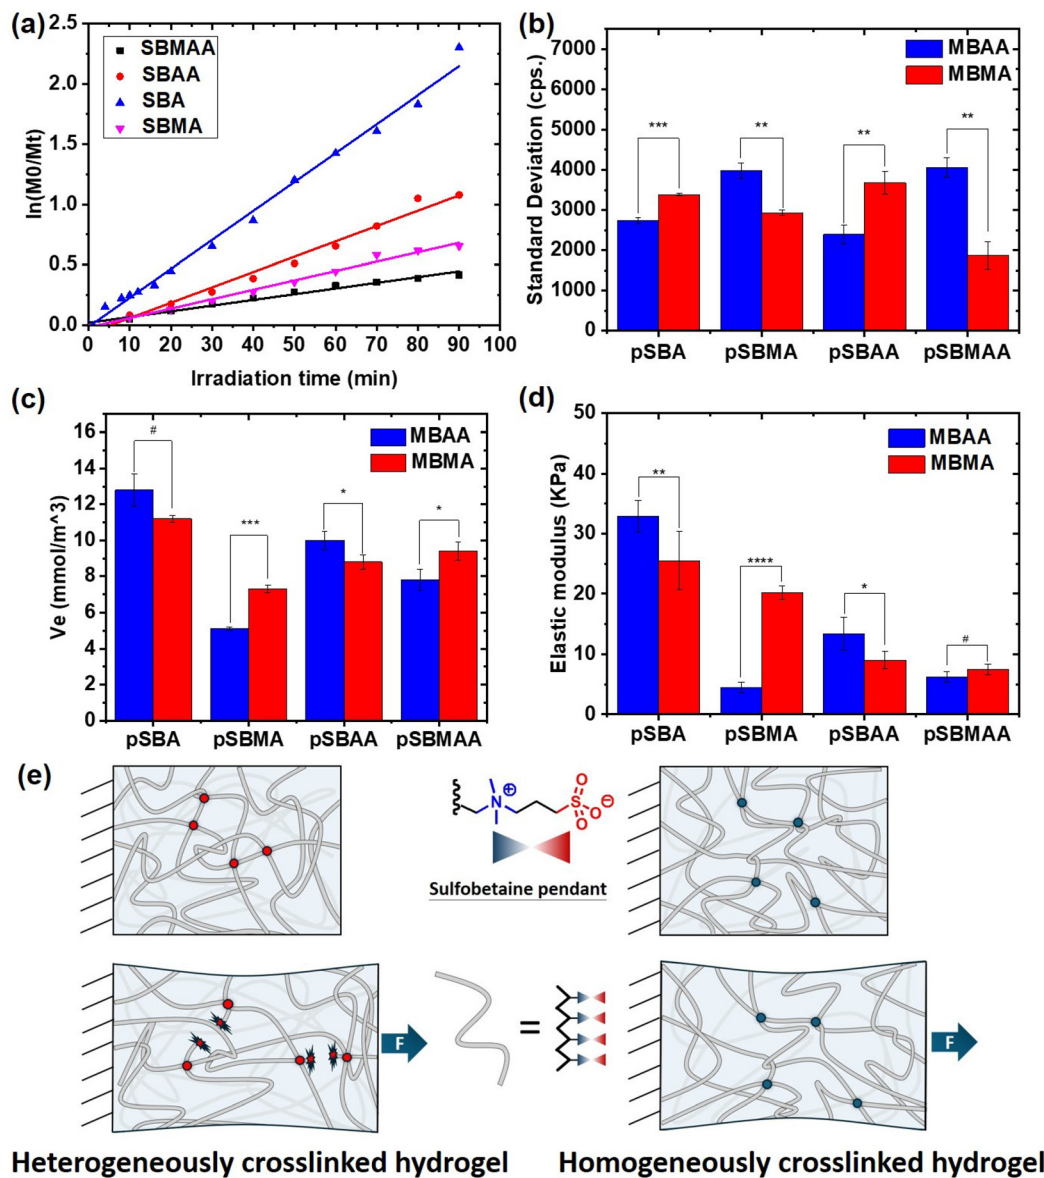 (a)
2.5
2.0
1.5
1.0
0.5
0.0
ln(M0/Mt)
SBMAA
SBAA
SBA
SBMA
0 10 20 30 40 50 60 70 80 90 100
Irradiation time (min)
(b)
7000
6000
5000
4000
3000
2000
1000
0
Standard Deviation (cps.)
MBAA
MBMA
*** ** ** **
pSBA pSBMA pSBAA pSBMAA
(c)
16
14
12
10
8
6
4
2
0
Ve (mmol/m^3)
MBAA
MBMA
# *** * *
pSBA pSBMA pSBAA pSBMAA
(d)
50
40
30
20
10
0
Elastic modulus (KPa)
MBAA
MBMA
** **** * #
pSBA pSBMA pSBAA pSBMAA
(e)
N ⊕ S O O O ⊖
Sulfobetaine pendant
F = F
Heterogeneously crosslinked hydrogel
Homogeneously crosslinked hydrogel